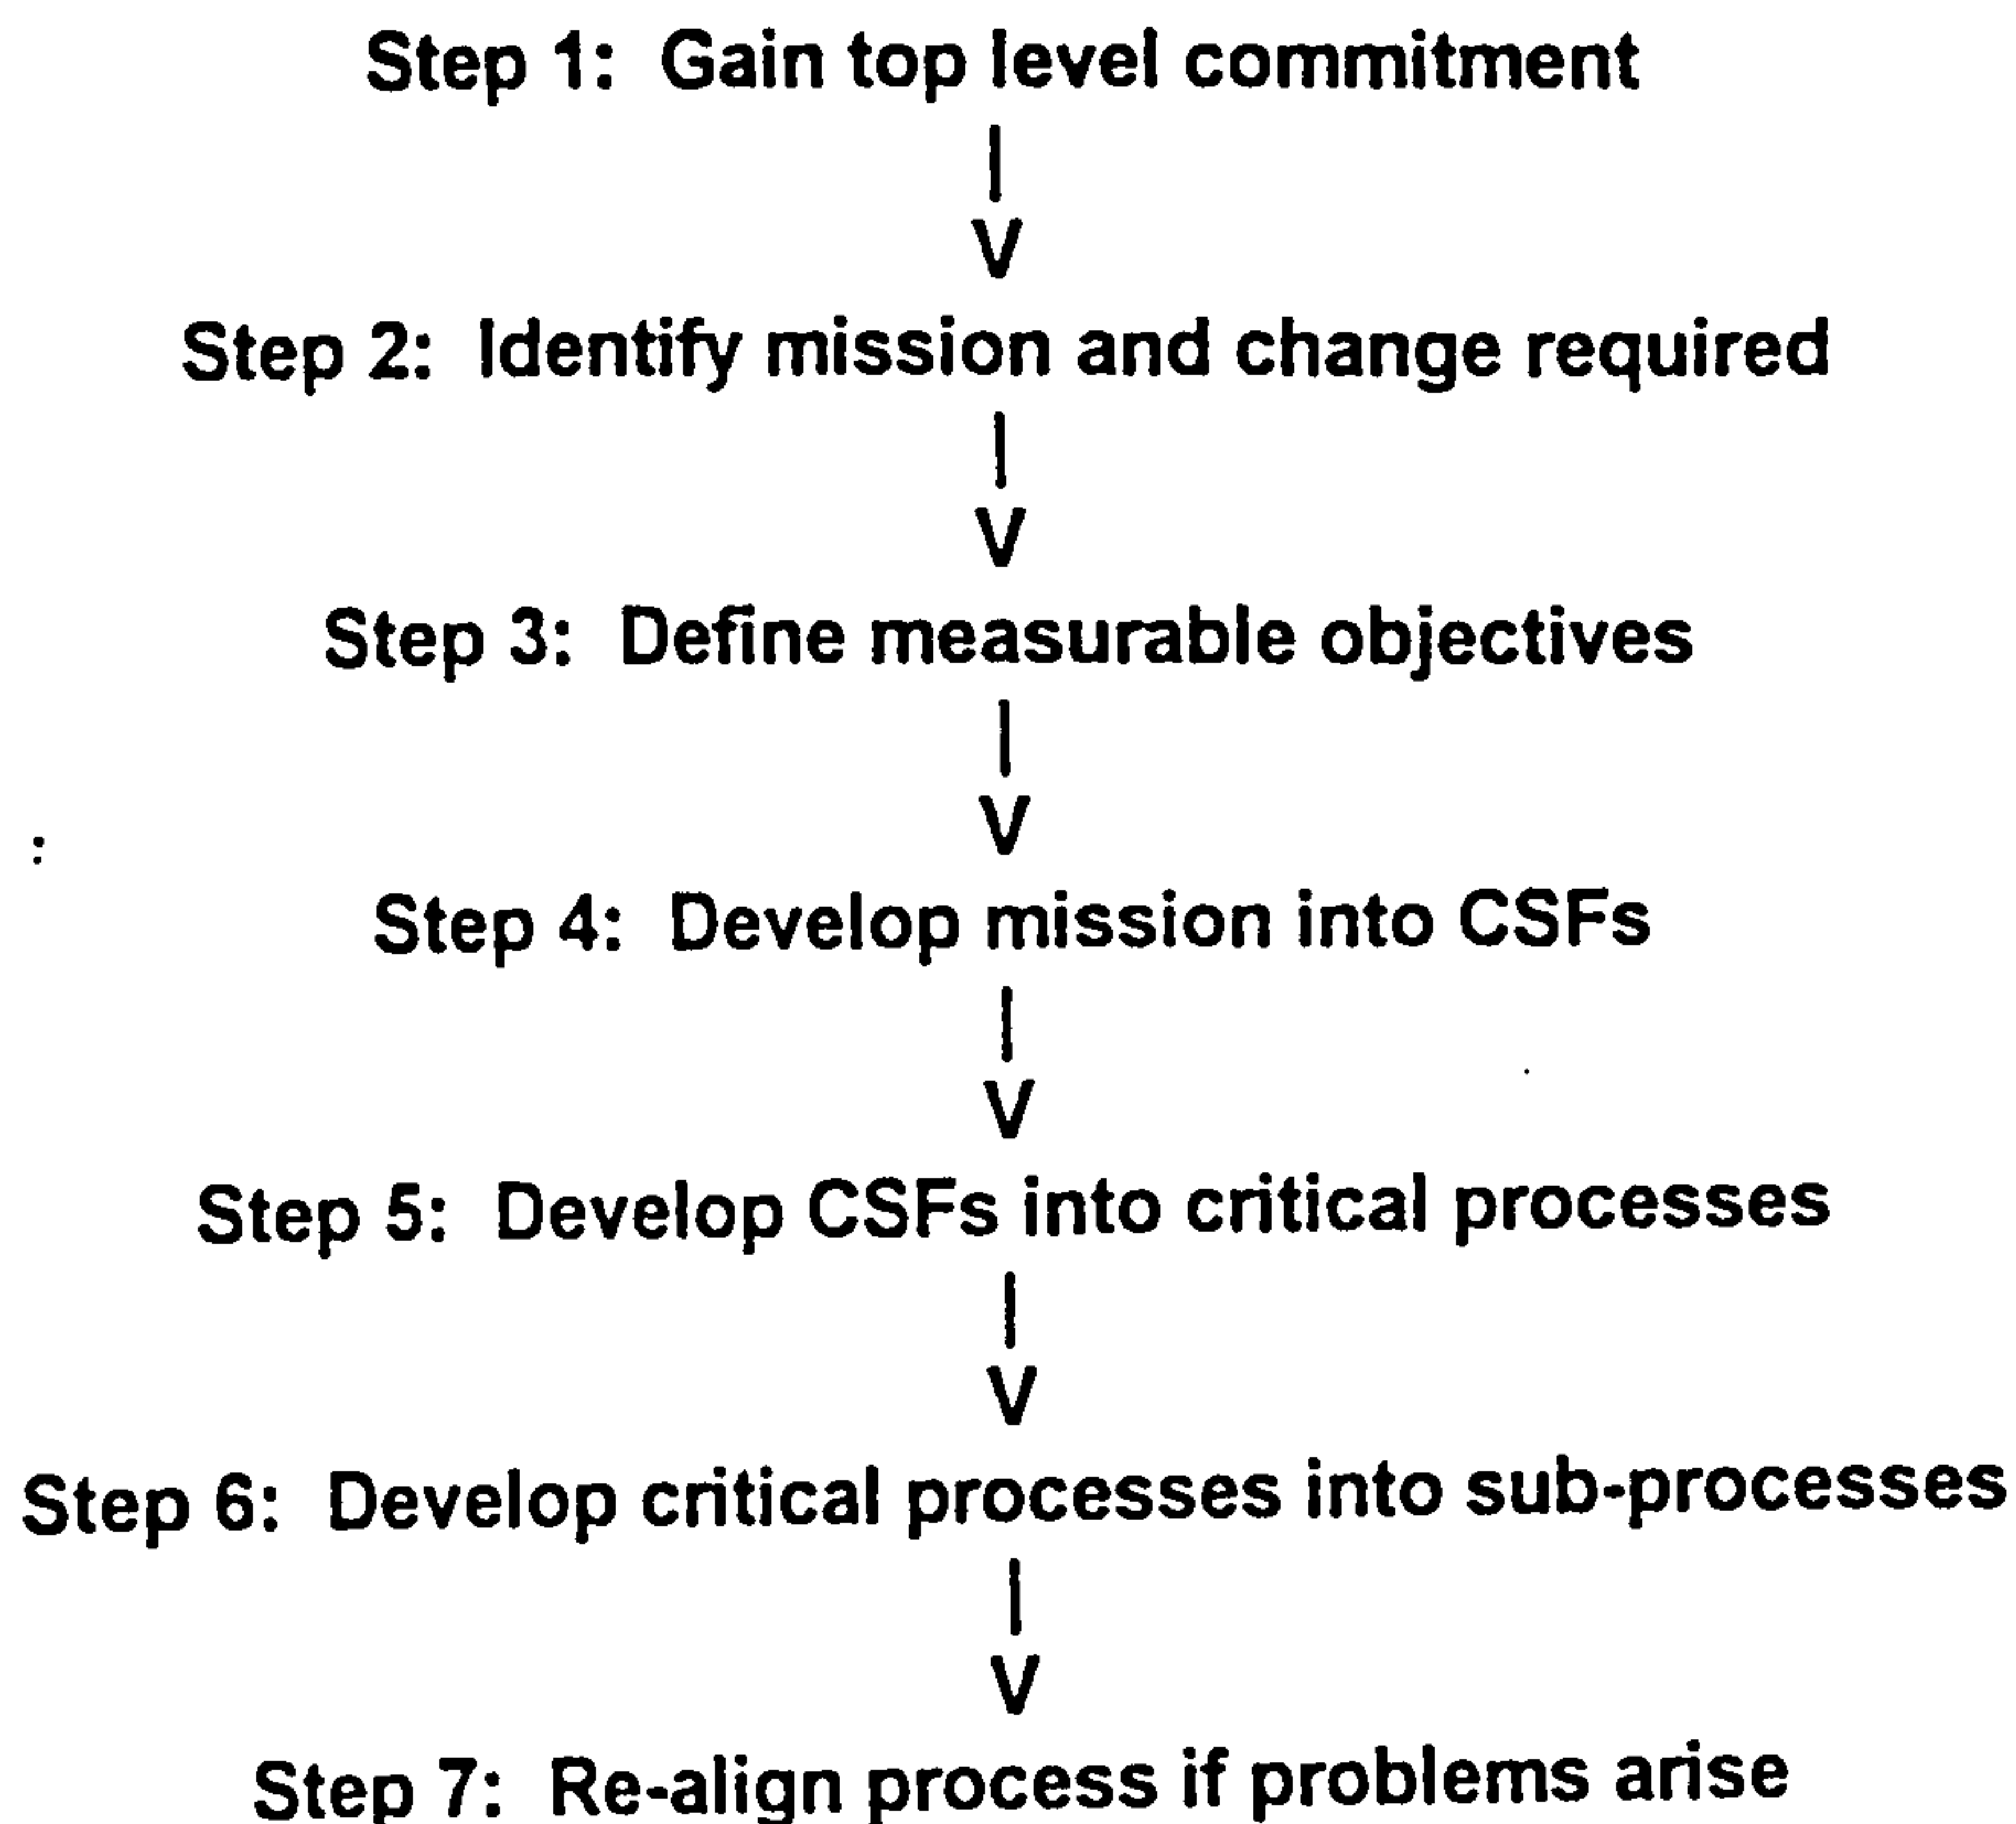 Step 1: Gain top level commitment
|
V
Step 2: Identify mission and change required
|
V
Step 3: Define measurable objectives
|
V
:
Step 4: Develop mission into CSFs
|
V
Step 5: Develop CSFs into critical processes
|
V
Step 6: Develop critical processes into sub-processes
|
V
Step 7: Re-align process if problems arise